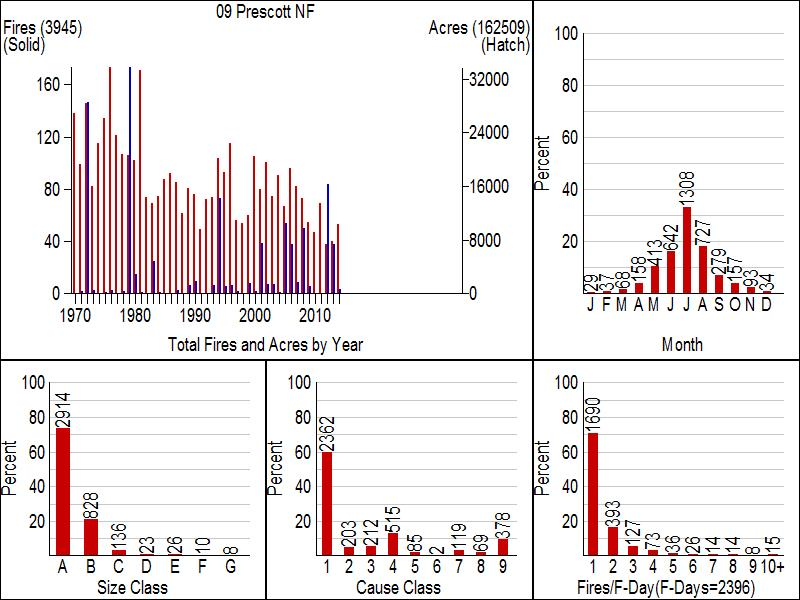 09 Prescott NF
Fires (3945)
(Solid)
Acres (162509)
(Hatch)
160
120
80
40
0
32000
24000
16000
8000
0
1970 1980 1990 2000 2010
Total Fires and Acres by Year
100
80
60
40
20
Percent
29 37 68 158 413 642 1308 727 279 157 93 34
J F M A M J J A S O N D
Month
100
80
60
40
20
Percent
2914 828 136 23 26 10 8
A B C D E F G
Size Class
100
80
60
40
20
Percent
2362 203 212 515 85 2 119 69 378
1 2 3 4 5 6 7 8 9
Cause Class
100
80
60
40
20
Percent
1690 393 127 73 36 26 14 14 8 15
1 2 3 4 5 6 7 8 9 10+
Fires/F-Day(F-Days=2396)